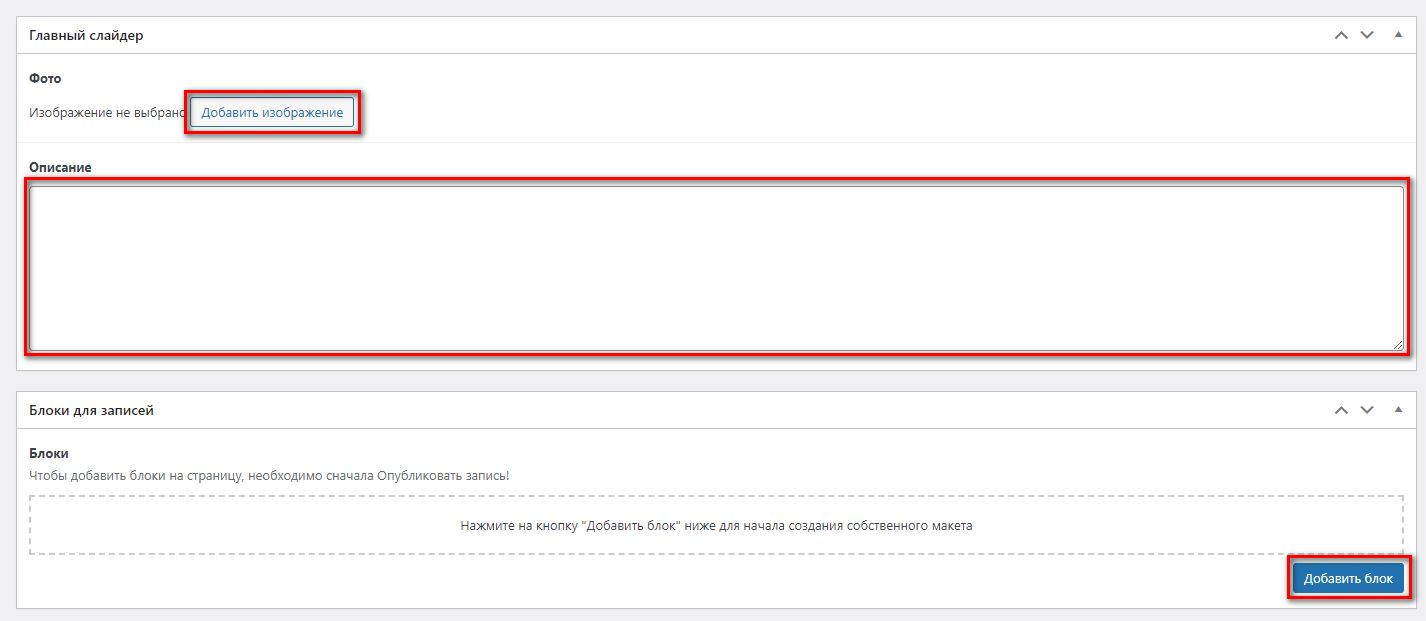 Главный слайдер
Фото
Изображение не выбрано
Добавить изображение
Описание
Блоки для записей
Блоки
Чтобы добавить блоки на страницу, необходимо сначала Опубликовать запись!
Нажмите на кнопку "Добавить блок" ниже для начала создания собственного макета
Добавить блок